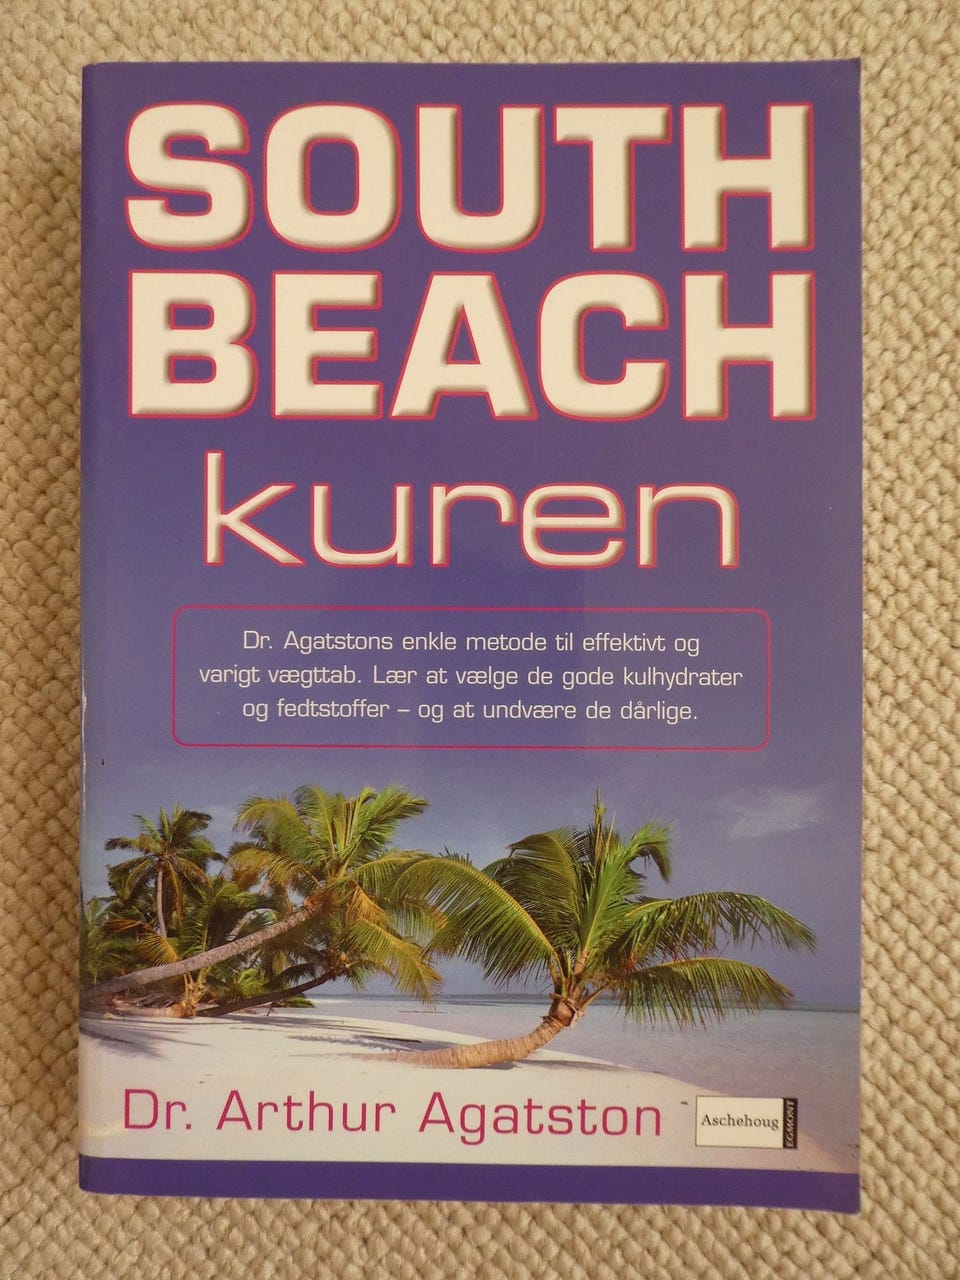 SOUTH
BEACH
kuren
Dr. Agatstons enkle metode til effektivt og
varigt vægttab. Lær at vælge de gode kulhydrater
og fedtstoffer – og at undvære de dårlige.
Dr. Arthur Agatston
Aschehoug
EGMONT